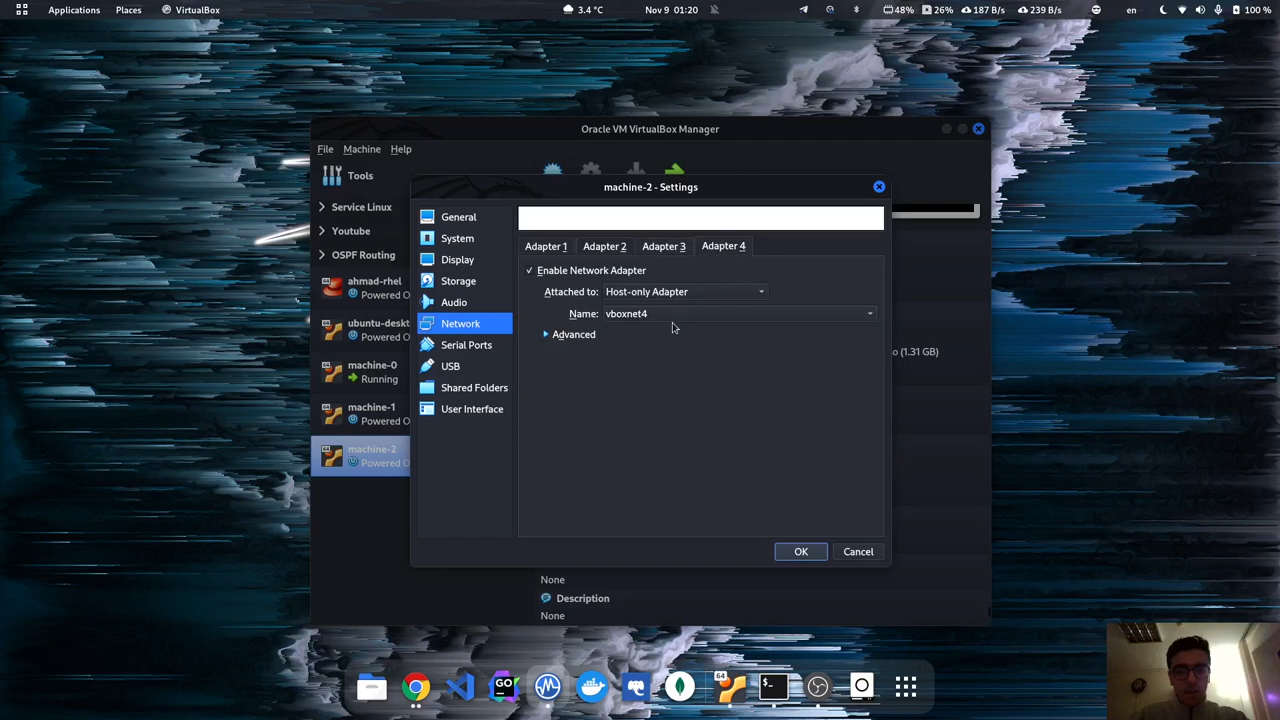 Applications Places VirtualBox 3.4 °C Nov 9 01:20 48% 26% 187 B/s 239 B/s en 100 %
Oracle VM VirtualBox Manager
File Machine Help
Tools
machine-2 - Settings
Service Linux
Youtube
OSPF Routing
ahmad-rhel
Powered O
ubuntu-deskt
Powered O
machine-0
Running
machine-1
Powered O
machine-2
Powered O
General
System
Display
Storage
Audio
Network
Serial Ports
USB
Shared Folders
User Interface
Adapter 1 Adapter 2 Adapter 3 Adapter 4
Enable Network Adapter
Attached to: Host-only Adapter
Name: vboxnet4
Advanced
OK Cancel
o (1.31 GB)
None
Description
None
64 GO 64 $_